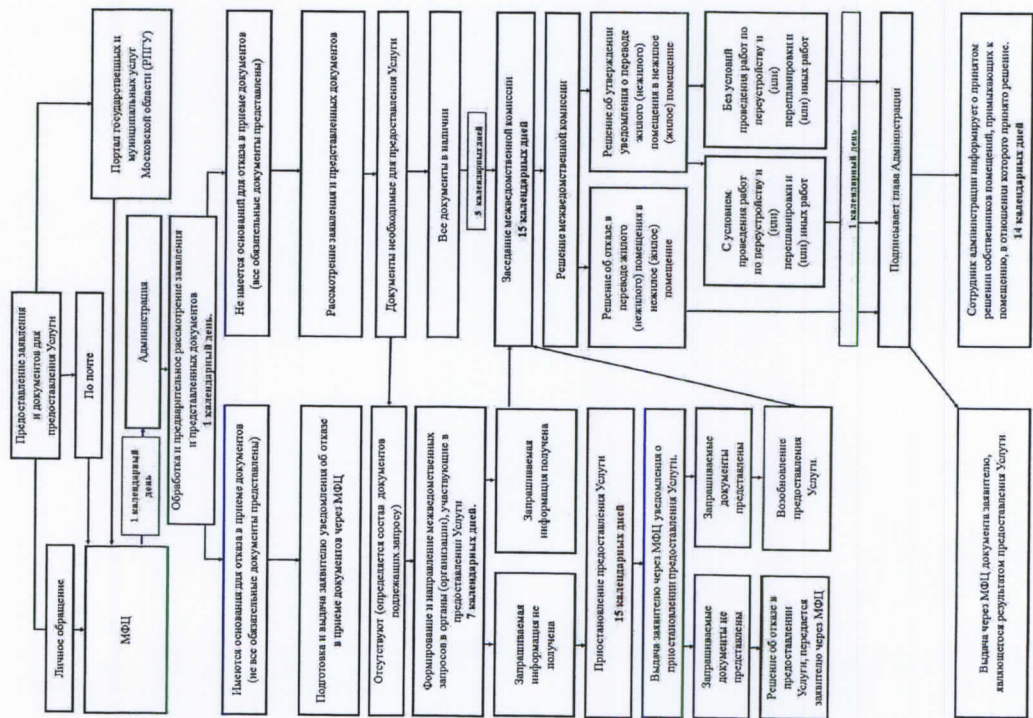 Предоставление заявления
и документов для
предоставления Услуги
Личное обращение
По почте
Портал государственных и
муниципальных услуг
Московской области (РПГУ)
МФЦ
1 календарный
день
Администрация
Обработка и предварительное рассмотрение заявления
и представленных документов
1 календарный день.
Имеются основания для отказа в приеме документов
(не все обязательные документы представлены)
Не имеется оснований для отказа в приеме документов
(все обязательные документы представлены)
Подготовка и выдача заявителю уведомления об отказе
в приеме документов через МФЦ
Рассмотрение заявления и представленных документов
Отсутствуют (определяется состав документов
подлежащих запросу)
Документы необходимые для предоставления Услуги
Формирование и направление межведомственных
запросов в органы (организации), участвующие в
предоставлении Услуги
7 календарных дней.
Все документы в наличии
5 календарных дней
Запрашиваемая
информация не
получена
Запрашиваемая
информация получена
Заседание межведомственной комиссии
15 календарных дней
Приостановление предоставления Услуги
15 календарных дней
Решение межведомственной комиссии
Выдача заявителю через МФЦ уведомления о
приостановлении предоставления Услуги.
Решение об отказе в
переводе жилого
(нежилого) помещения в
нежилое (жилое)
помещение
Решение об утверждении
уведомления о переводе
жилого (нежилого)
помещения в нежилое
(жилое) помещение
Запрашиваемые
документы не
представлены
Запрашиваемые
документы
представлены
С условием
проведения работ
по переустройству и
(или)
перепланировки и
(или) иных работ
Без условий
проведения работ по
переустройству и
(или)
перепланировки и
(или) иных работ
Решение об отказе в
предоставлении
Услуги, передается
заявителю через МФЦ
Возобновление
предоставления
Услуги.
1 календарный день
Подписывает глава Администрации
Выдача через МФЦ документа заявителю,
являющегося результатом предоставления Услуги
Сотрудник администрации информирует о принятом
решении собственников помещений, примыкающих к
помещению, в отношении которого принято решение.
14 календарных дней